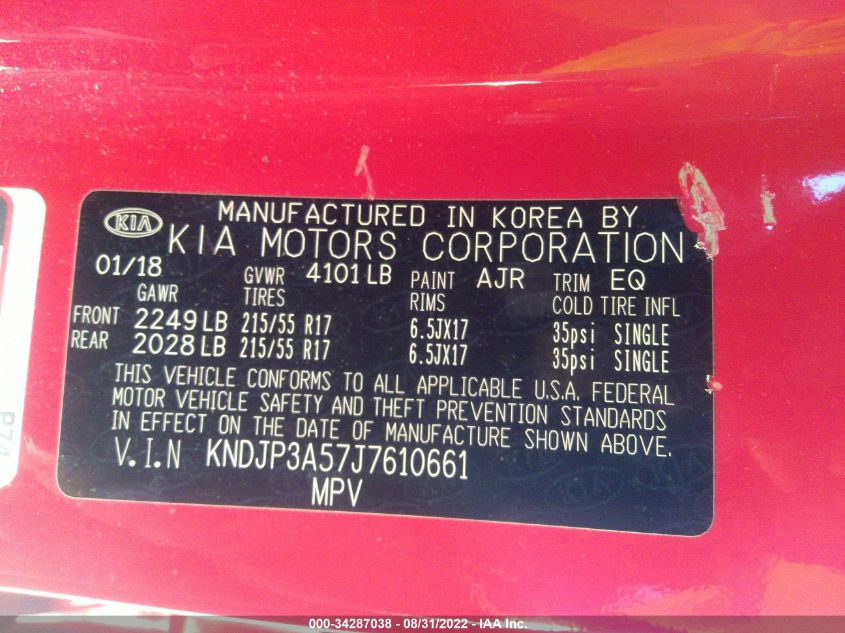 KIA
MANUFACTURED IN KOREA BY
KIA MOTORS CORPORATION
01/18 GVWR 4101 LB PAINT AJR TRIM EQ
GAWR TIRES RIMS COLD TIRE INFL
FRONT 2249 LB 215/55 R17 6.5JX17 35psi SINGLE
REAR 2028 LB 215/55 R17 6.5JX17 35psi SINGLE
THIS VEHICLE CONFORMS TO ALL APPLICABLE U.S.A. FEDERAL
MOTOR VEHICLE SAFETY AND THEFT PREVENTION STANDARDS
IN EFFECT ON THE DATE OF MANUFACTURE SHOWN ABOVE.
V.I.N KNDJP3A57J7610661
MPV
000-34287038 - 08/31/2022 - IAA Inc.